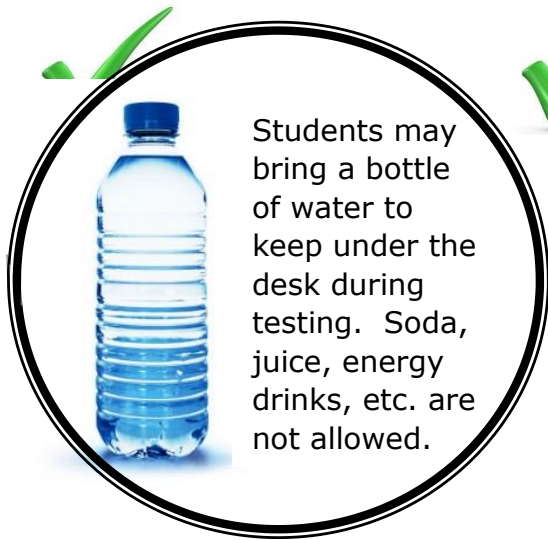 Students may
bring a bottle
of water to
keep under the
desk during
testing.  Soda,
juice, energy
drinks, etc. are
not allowed.